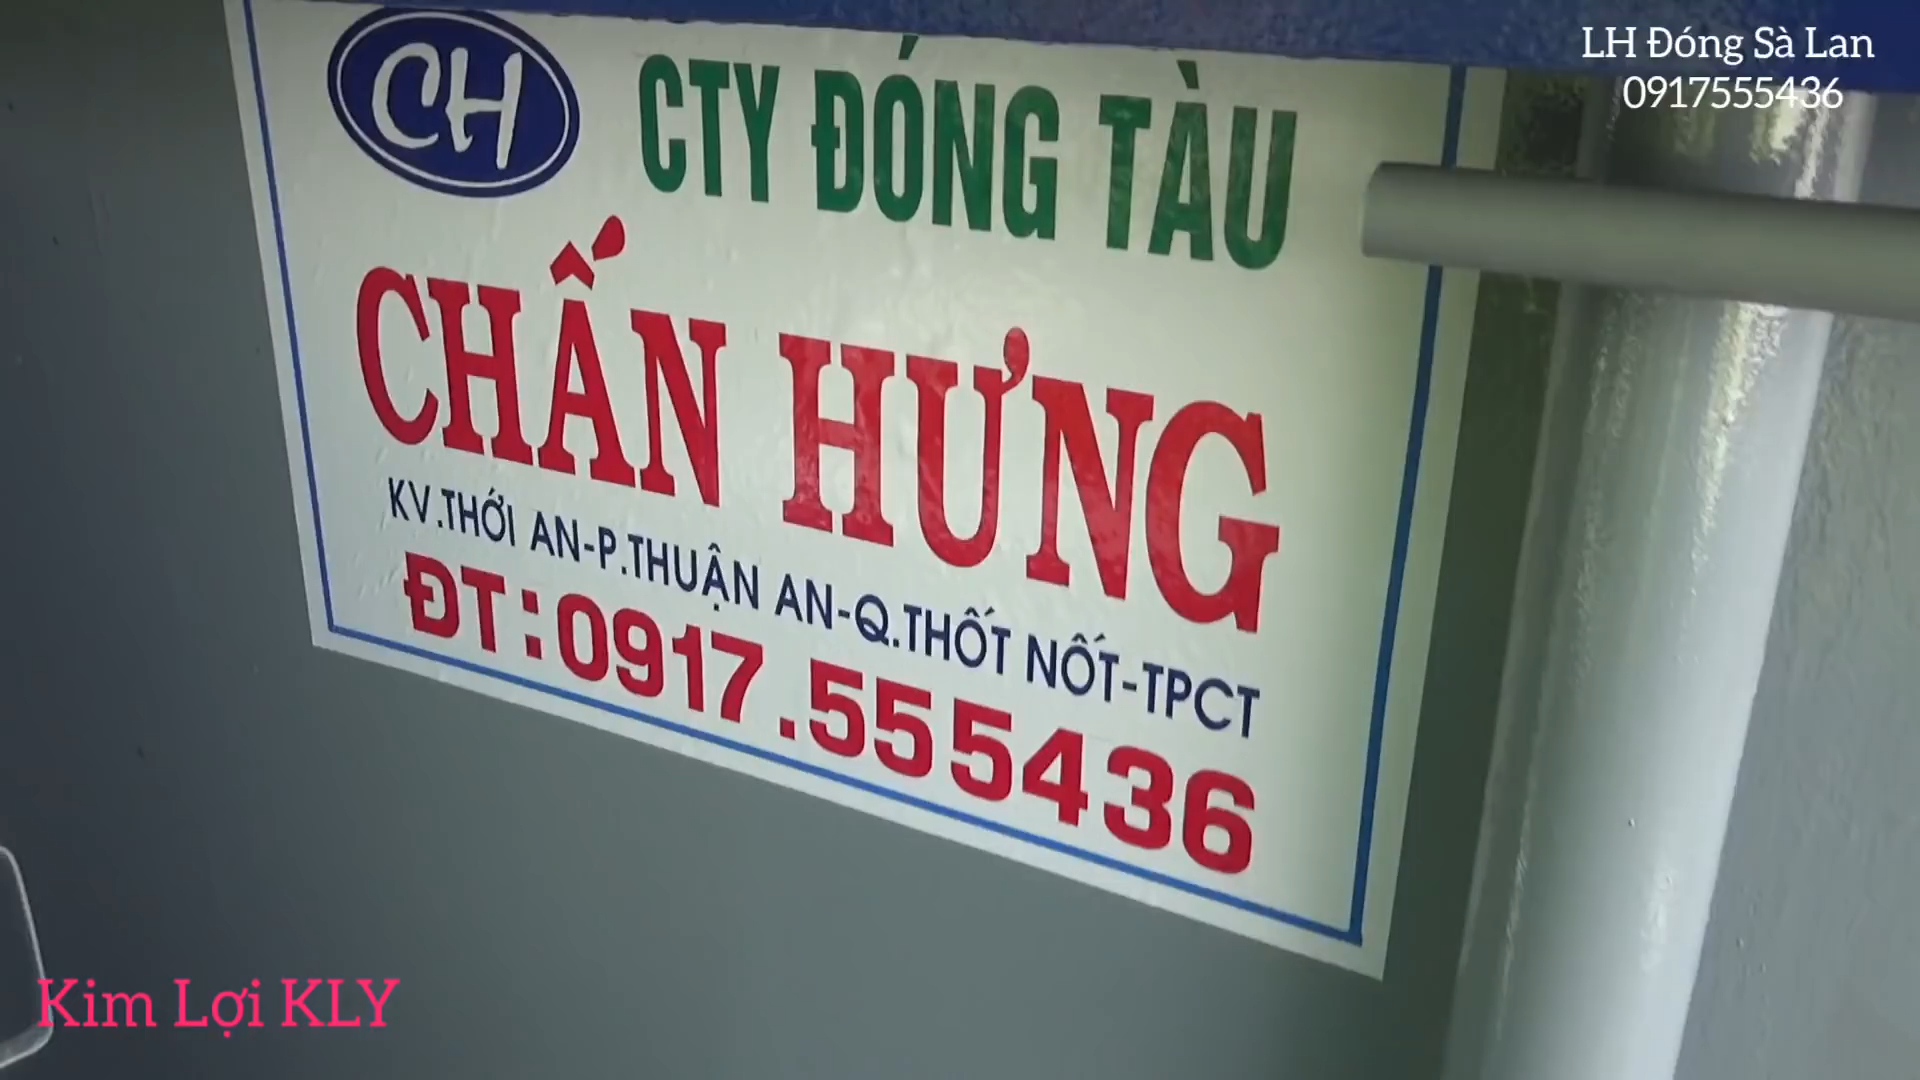 LH Đóng Sà Lan
0917555436
CH
CTY ĐÓNG TÀU
CHẤN HƯNG
KV.THỚI AN-P.THUẬN AN-Q.THỐT NỐT-TPCT
ĐT:0917.555436
Kim Lợi KLY